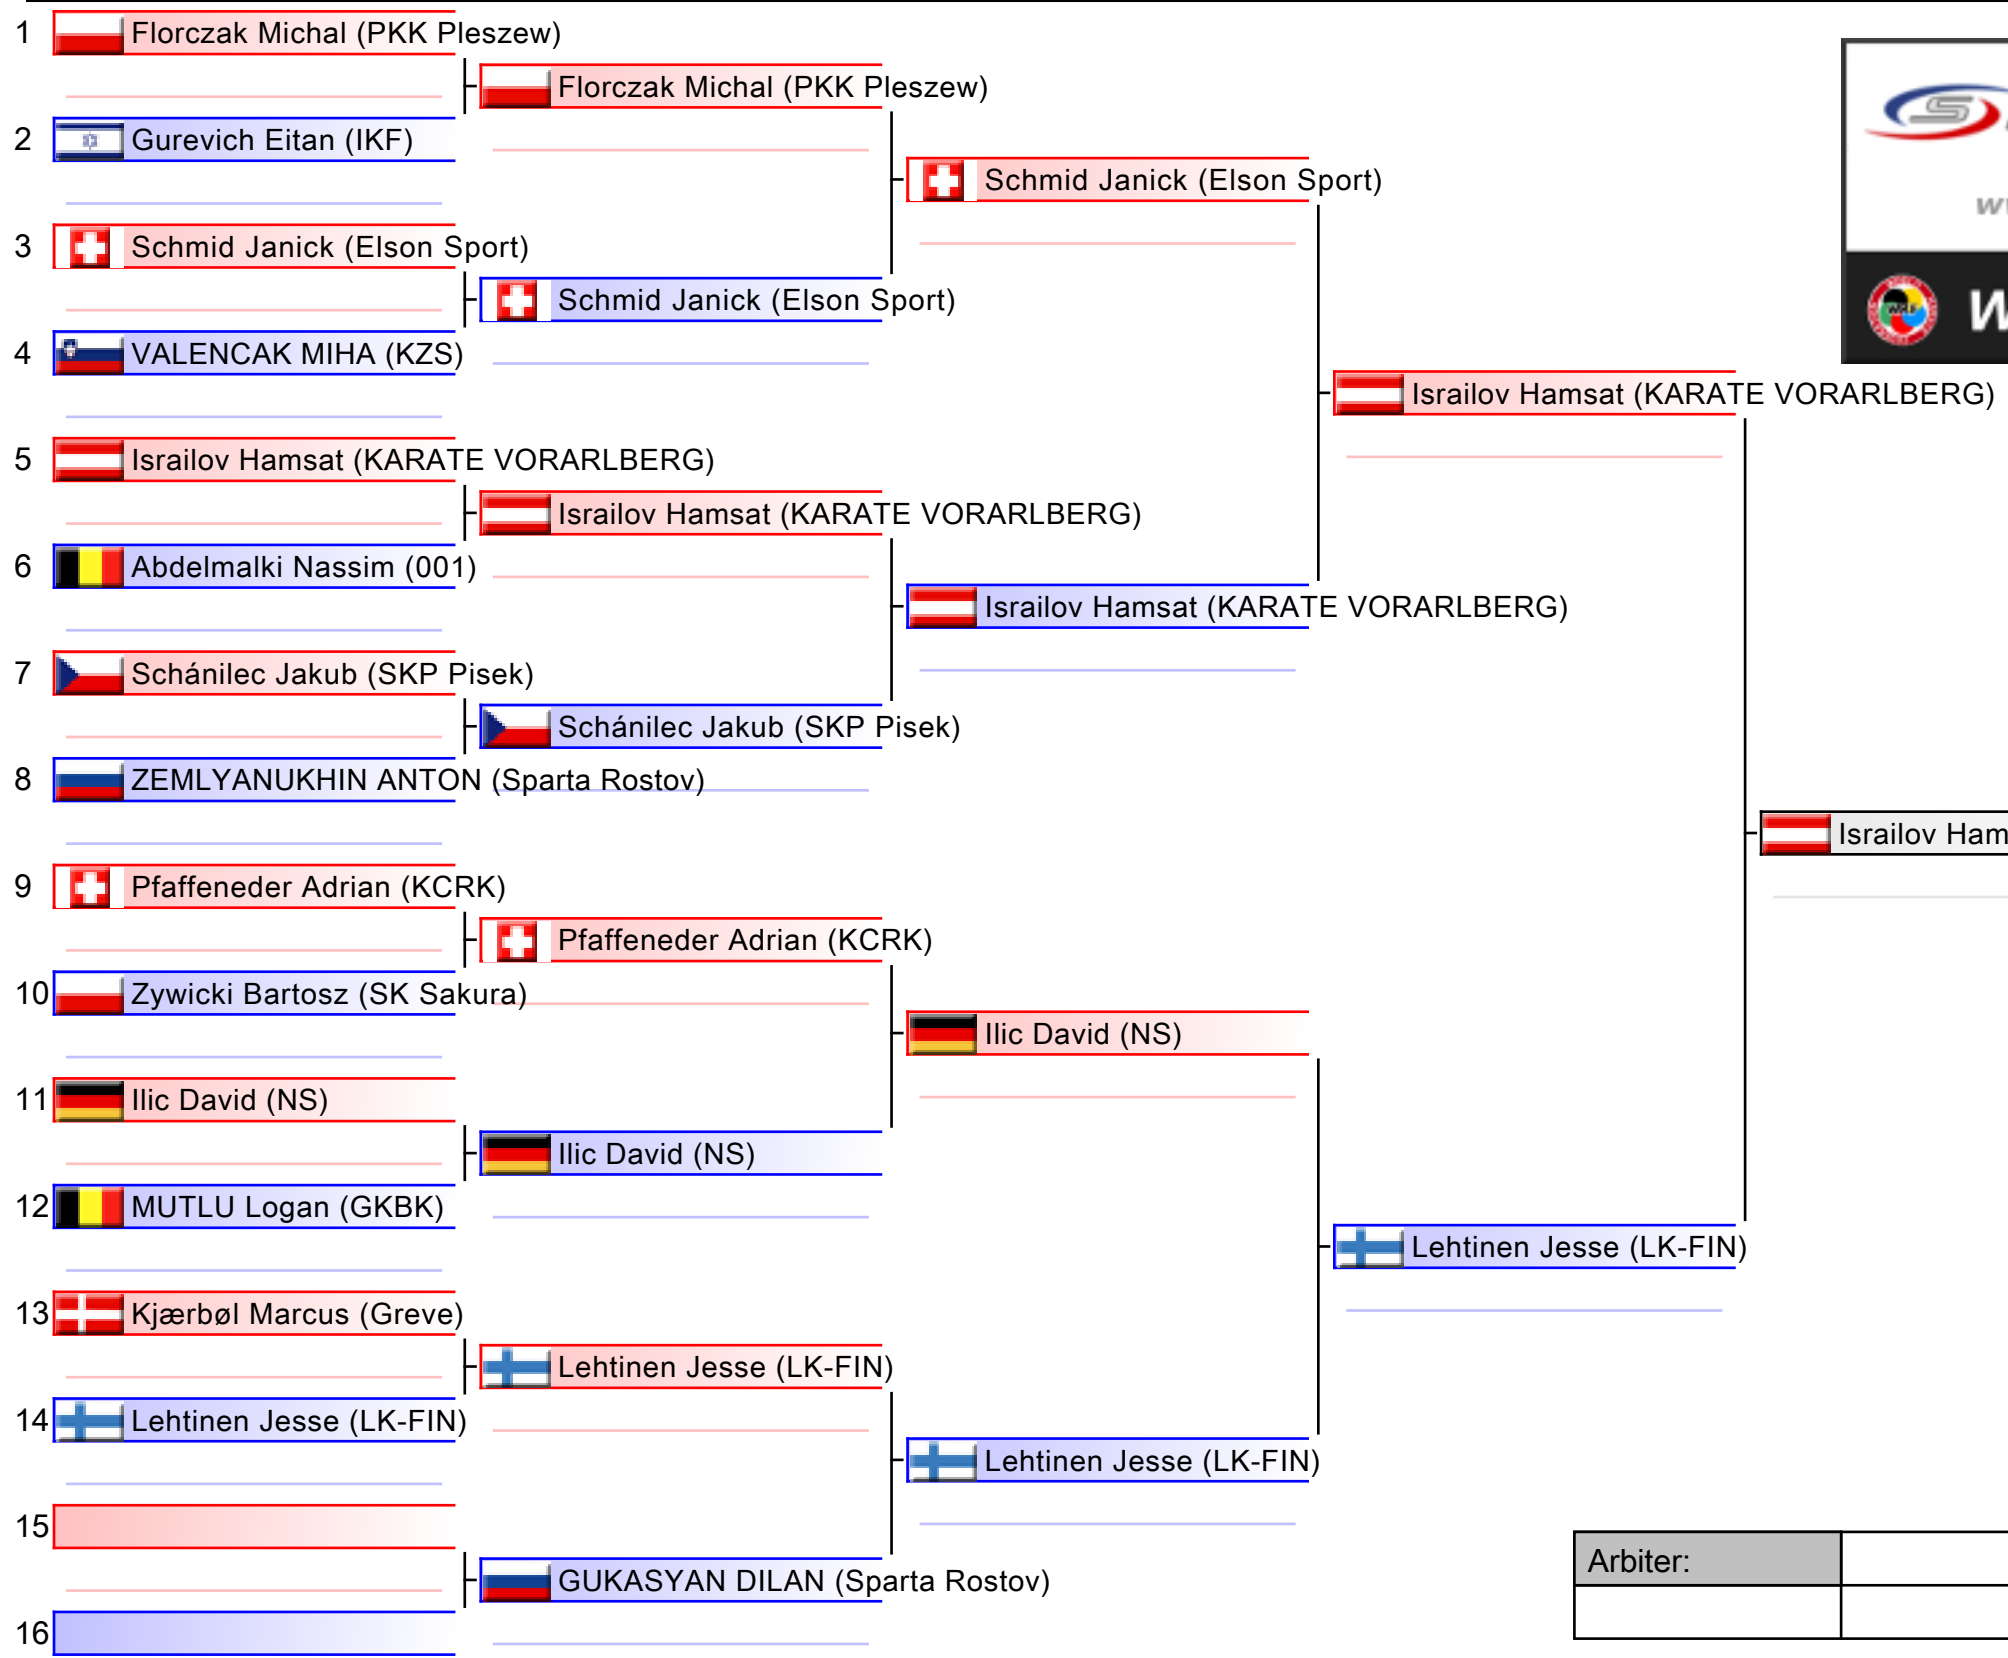 1 Florczak Michal (PKK Pleszew)
Florczak Michal (PKK Pleszew)
2 Gurevich Eitan (IKF)
Schmid Janick (Elson Sport)
3 Schmid Janick (Elson Sport)
Schmid Janick (Elson Sport)
4 VALENCAK MIHA (KZS)
Israilov Hamsat (KARATE VORARLBERG)
5 Israilov Hamsat (KARATE VORARLBERG)
Israilov Hamsat (KARATE VORARLBERG)
6 Abdelmalki Nassim (001)
Israilov Hamsat (KARATE VORARLBERG)
7 Schánilec Jakub (SKP Pisek)
Schánilec Jakub (SKP Pisek)
8 ZEMLYANUKHIN ANTON (Sparta Rostov)
Israilov Ham
9 Pfaffeneder Adrian (KCRK)
Pfaffeneder Adrian (KCRK)
10 Zywicki Bartosz (SK Sakura)
Ilic David (NS)
11 Ilic David (NS)
Ilic David (NS)
12 MUTLU Logan (GKBK)
Lehtinen Jesse (LK-FIN)
13 Kjærbøl Marcus (Greve)
Lehtinen Jesse (LK-FIN)
14 Lehtinen Jesse (LK-FIN)
Lehtinen Jesse (LK-FIN)
15
Arbiter:
GUKASYAN DILAN (Sparta Rostov)
16